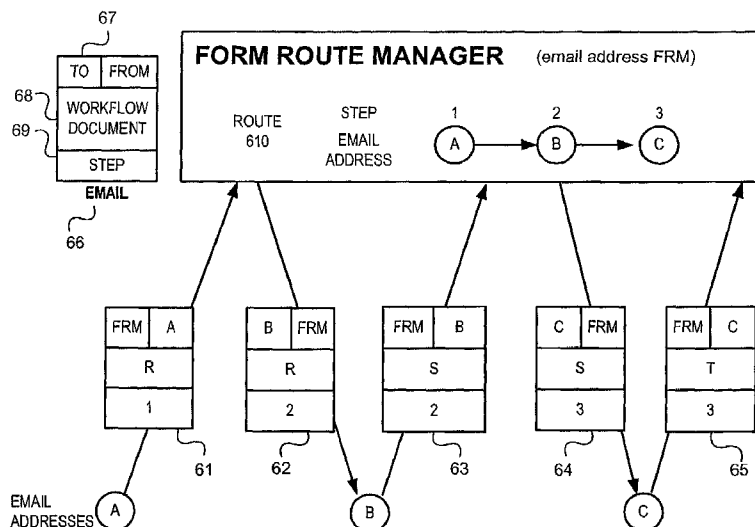 67
TO FROM
68
WORKFLOW
DOCUMENT
69
STEP
EMAIL
66
FORM ROUTE MANAGER (email address FRM)
ROUTE
610
STEP
EMAIL
ADDRESS
1 2 3
A B C
FRM A
R
1
61
B FRM
R
2
62
FRM B
S
2
63
C FRM
S
3
64
FRM C
T
3
65
EMAIL
ADDRESSES
A B C